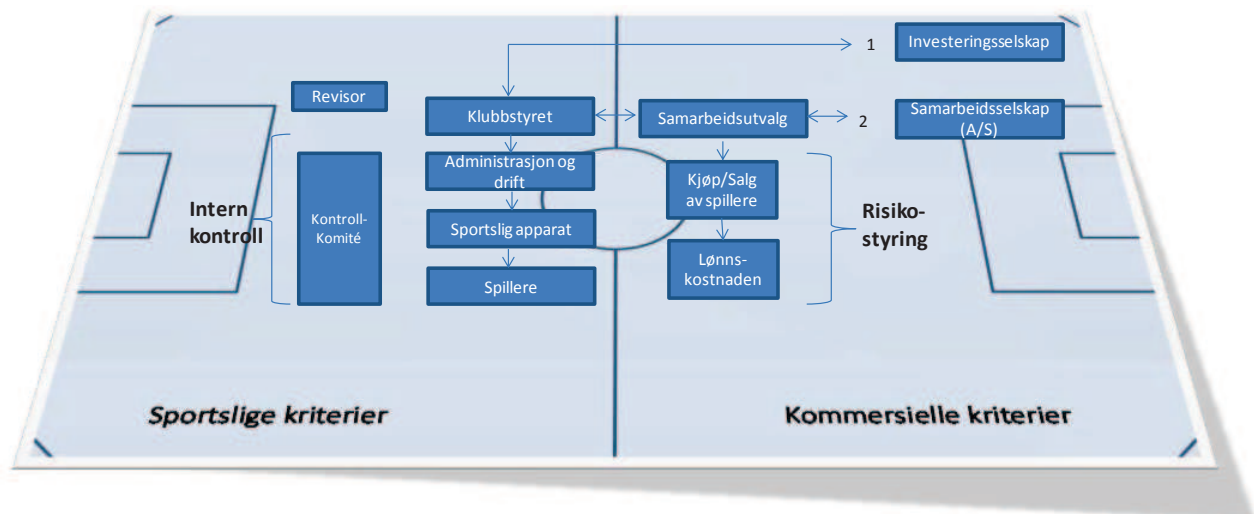 1
Investeringsselskap
Revisor
Klubbstyret
Samarbeidsutvalg
2
Samarbeidsselskap
(A/S)
Administrasjon og
drift
Kjøp/Salg
av spillere
Intern
kontroll
Kontroll-
Komité
Sportslig apparat
Risiko-
styring
Lønns-
kostnaden
Spillere
Sportslige kriterier
Kommersielle kriterier